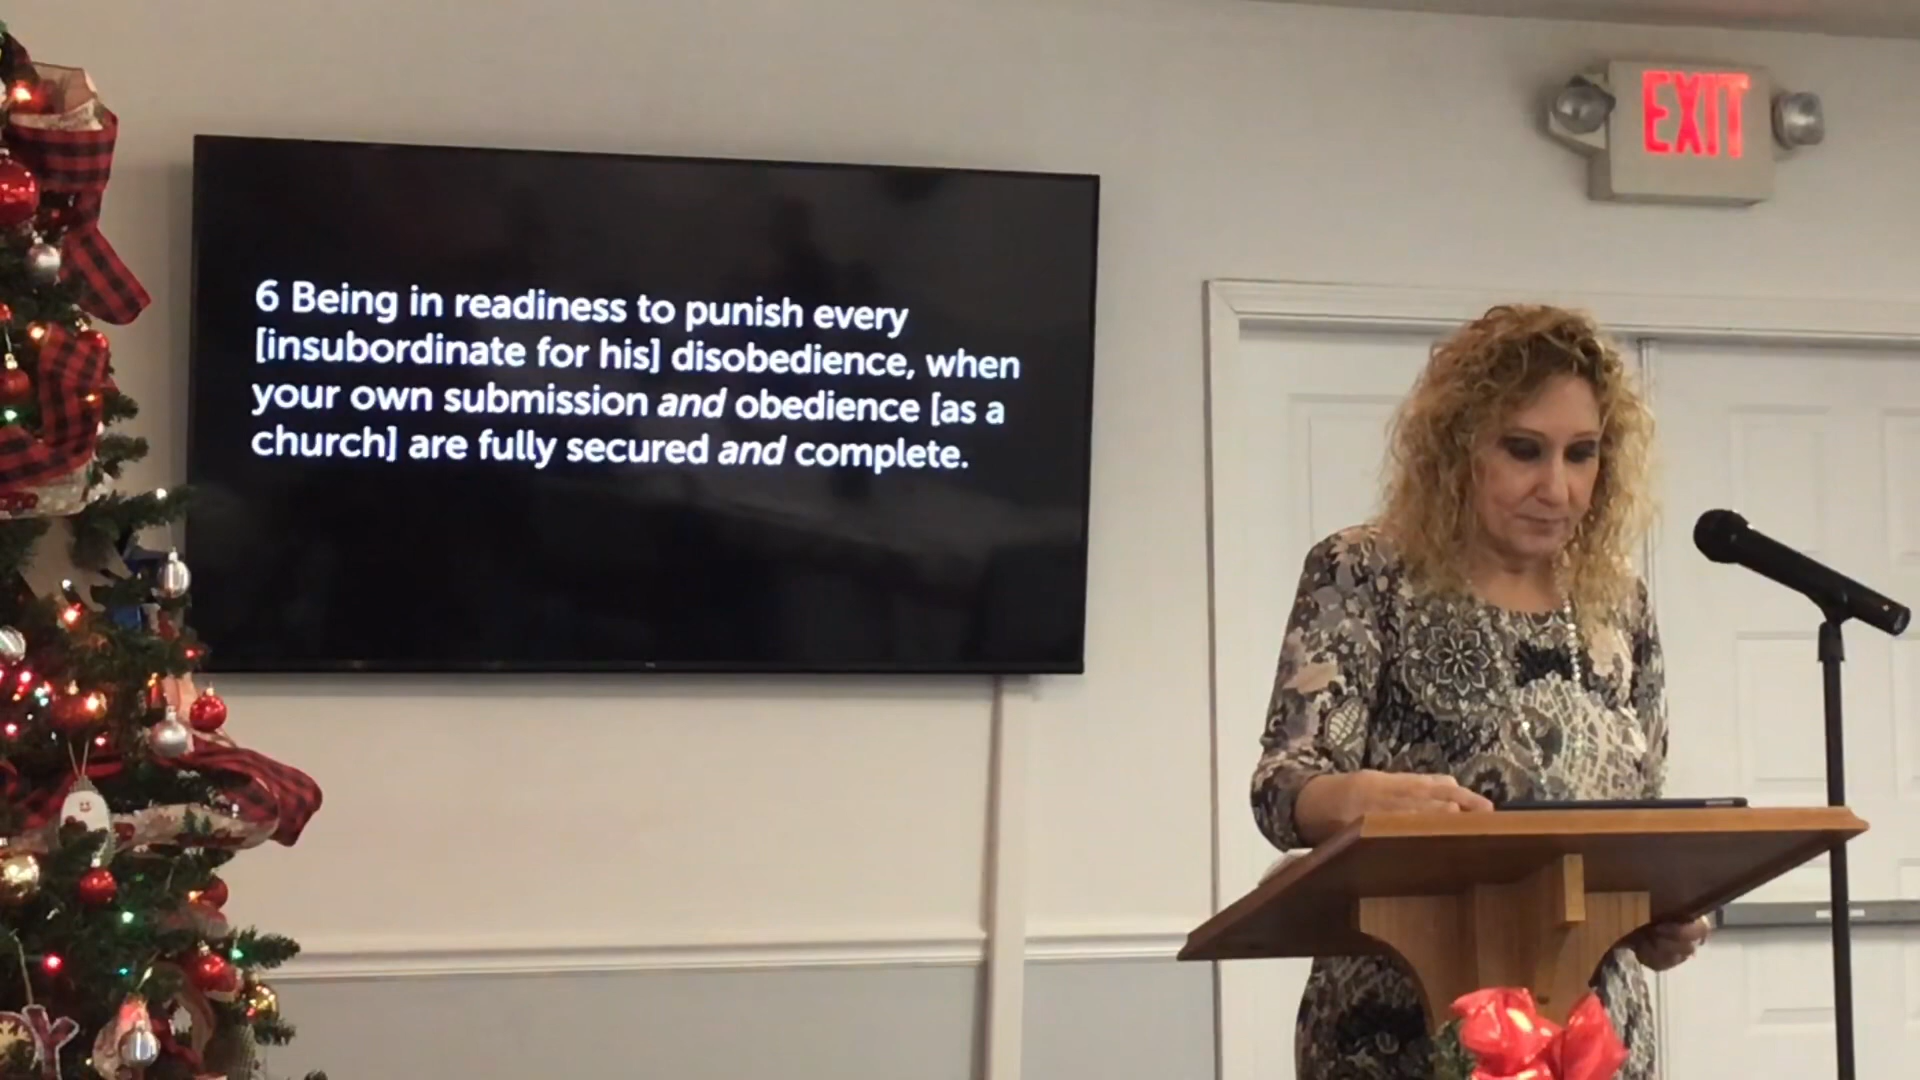 6 Being in readiness to punish every
[insubordinate for his] disobedience, when
your own submission and obedience [as a
church] are fully secured and complete.
EXIT